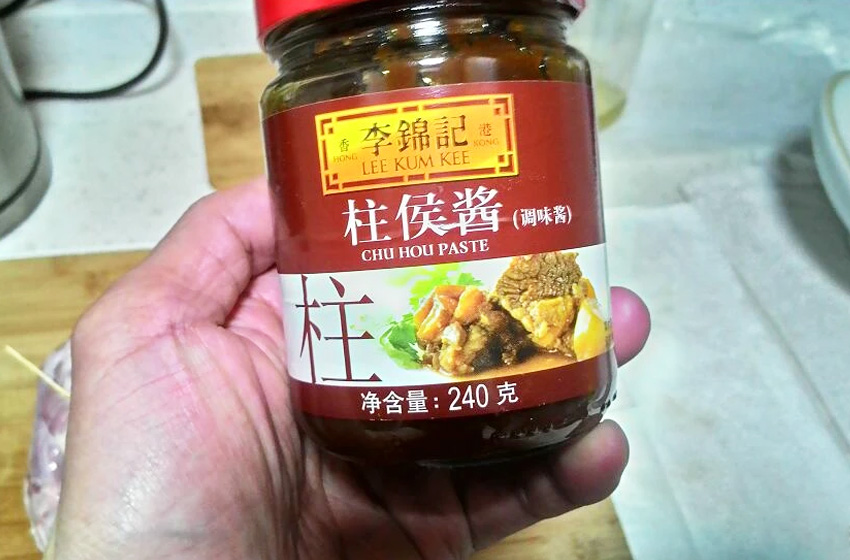 香 李錦記 港
HONG LEE KUM KEE KONG
柱侯酱 (调味酱)
CHU HOU PASTE
柱
净含量: 240 克